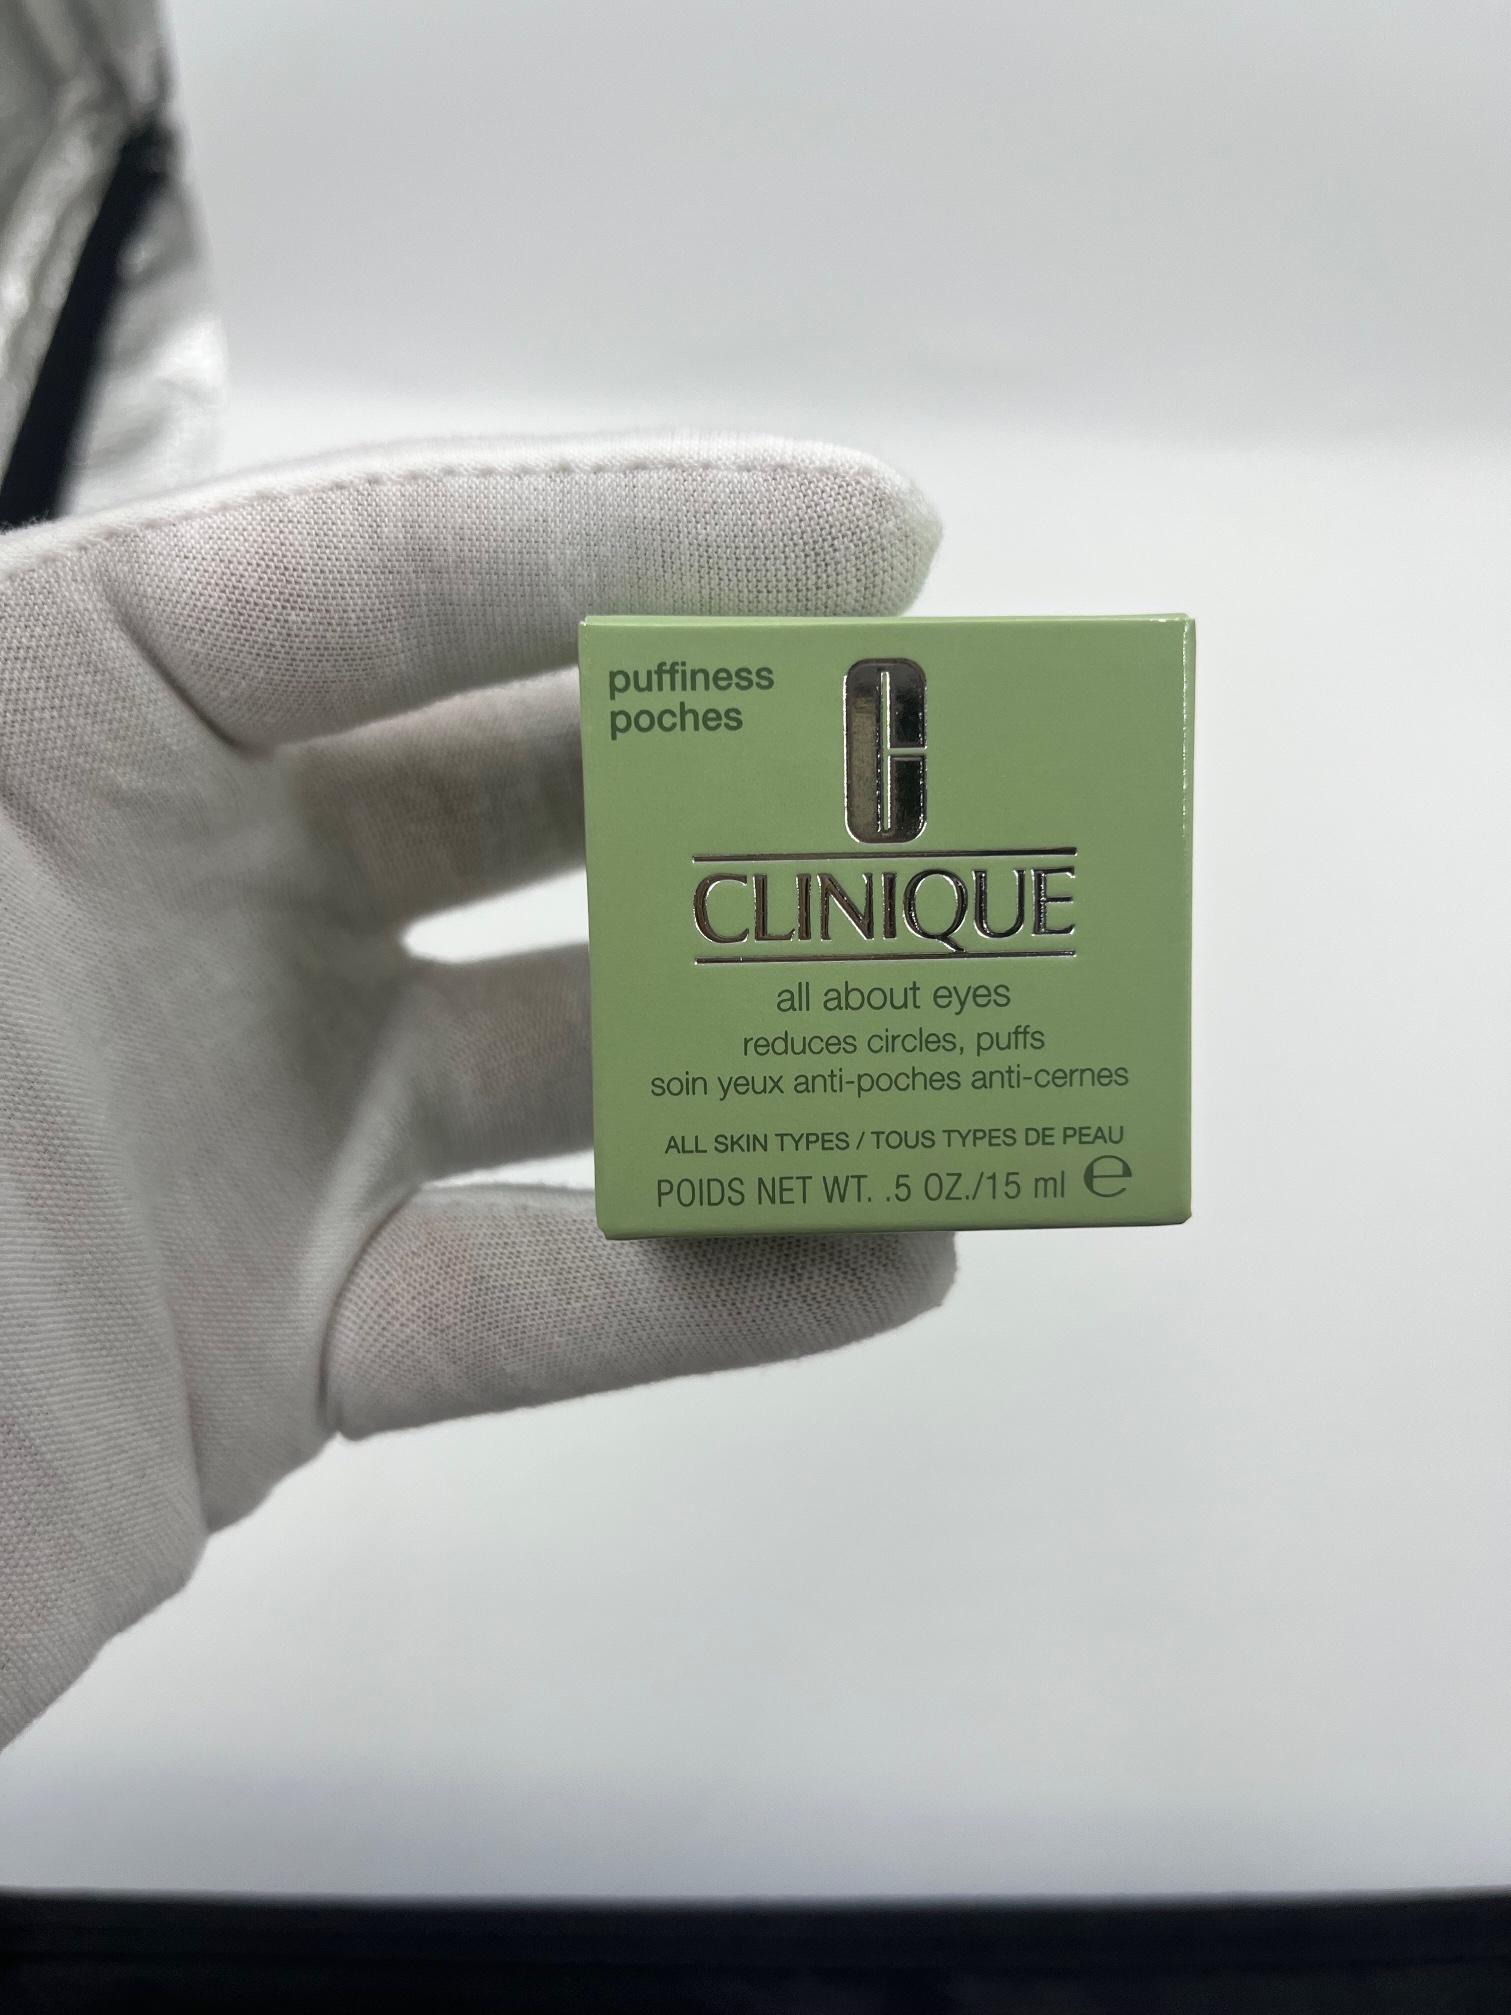 puffiness
poches
C
CLINIQUE
all about eyes
reduces circles, puffs
soin yeux anti-poches anti-cernes
ALL SKIN TYPES / TOUS TYPES DE PEAU
POIDS NET WT. .5 OZ./15 ml ℮